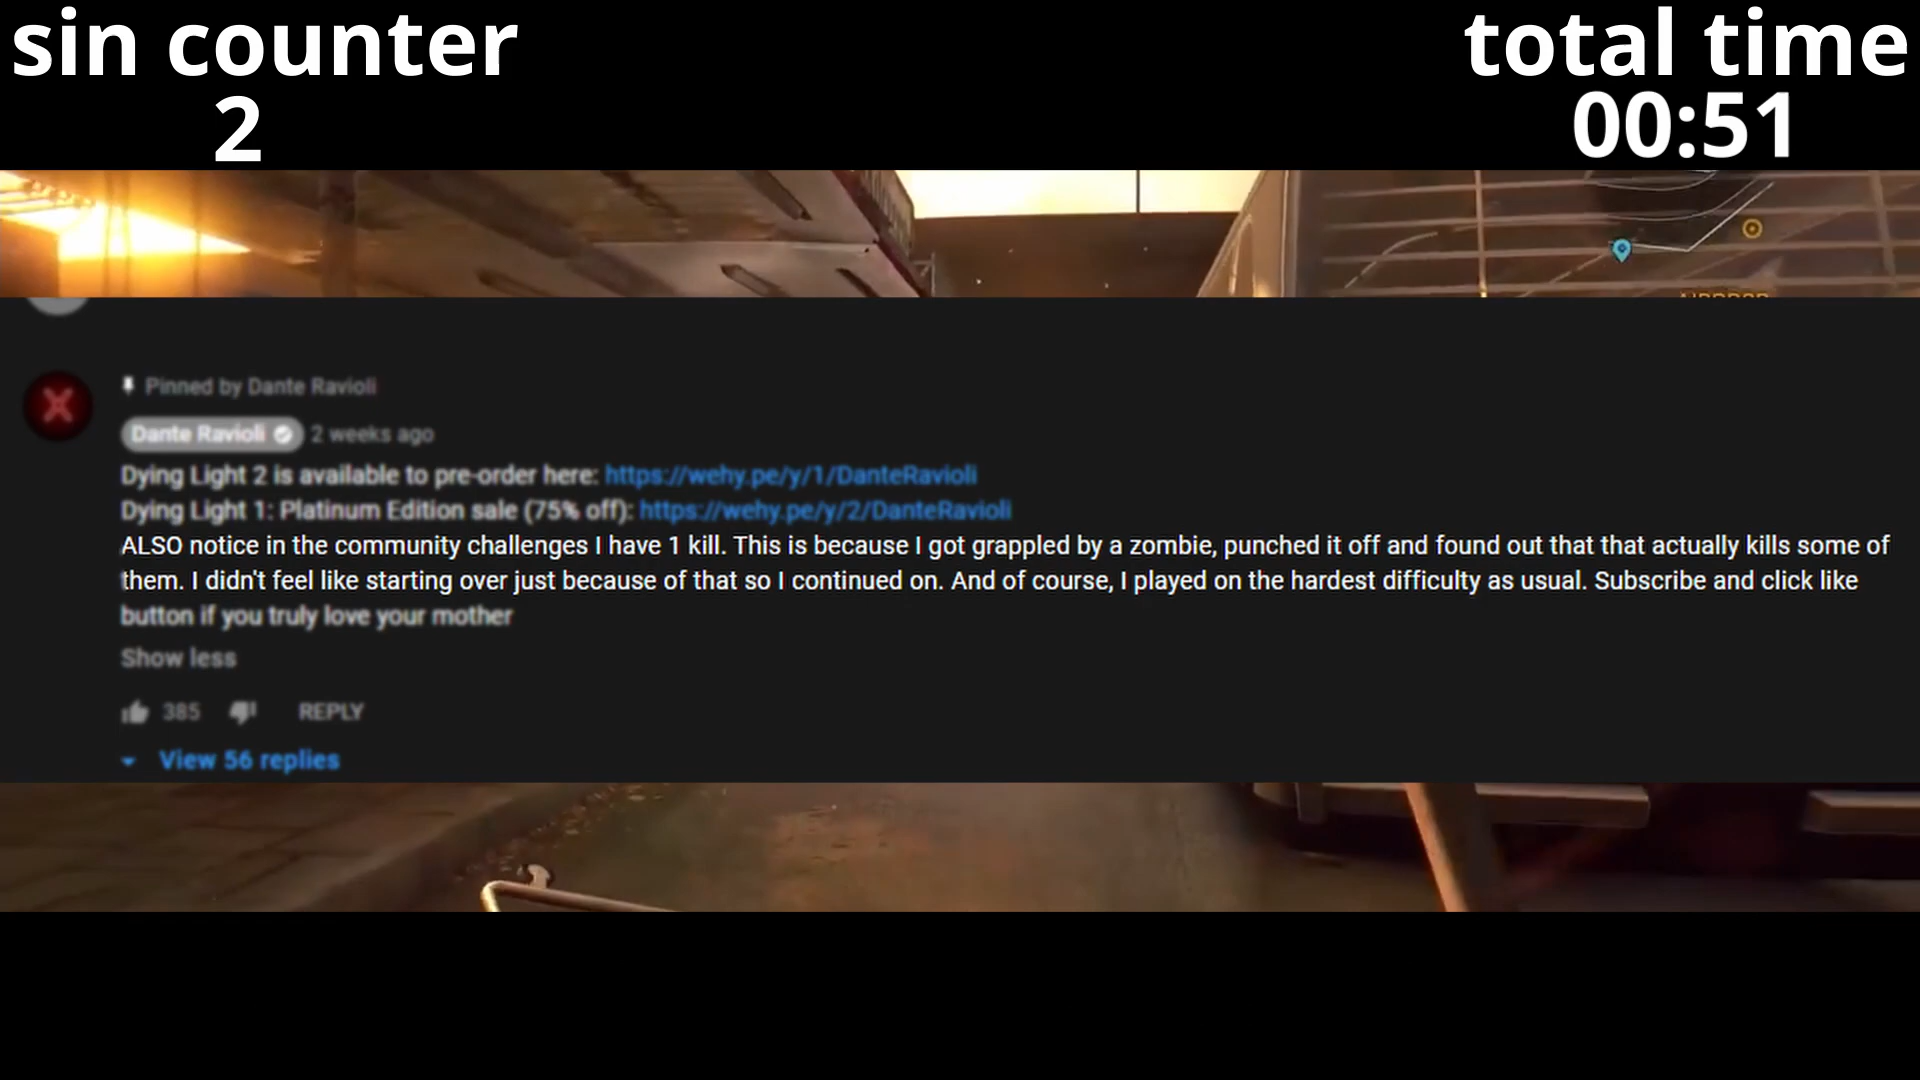 sin counter
2
total time
00:51
Pinned by Dante Ravioli
Dante Ravioli 2 weeks ago
Dying Light 2 is available to pre-order here: https://wehy.pe/y/1/DanteRavioli
Dying Light 1: Platinum Edition sale (75% off): https://wehy.pe/y/2/DanteRavioli
ALSO notice in the community challenges I have 1 kill. This is because I got grappled by a zombie, punched it off and found out that that actually kills some of
them. I didn't feel like starting over just because of that so I continued on. And of course, I played on the hardest difficulty as usual. Subscribe and click like
button if you truly love your mother
Show less
385 REPLY
View 56 replies